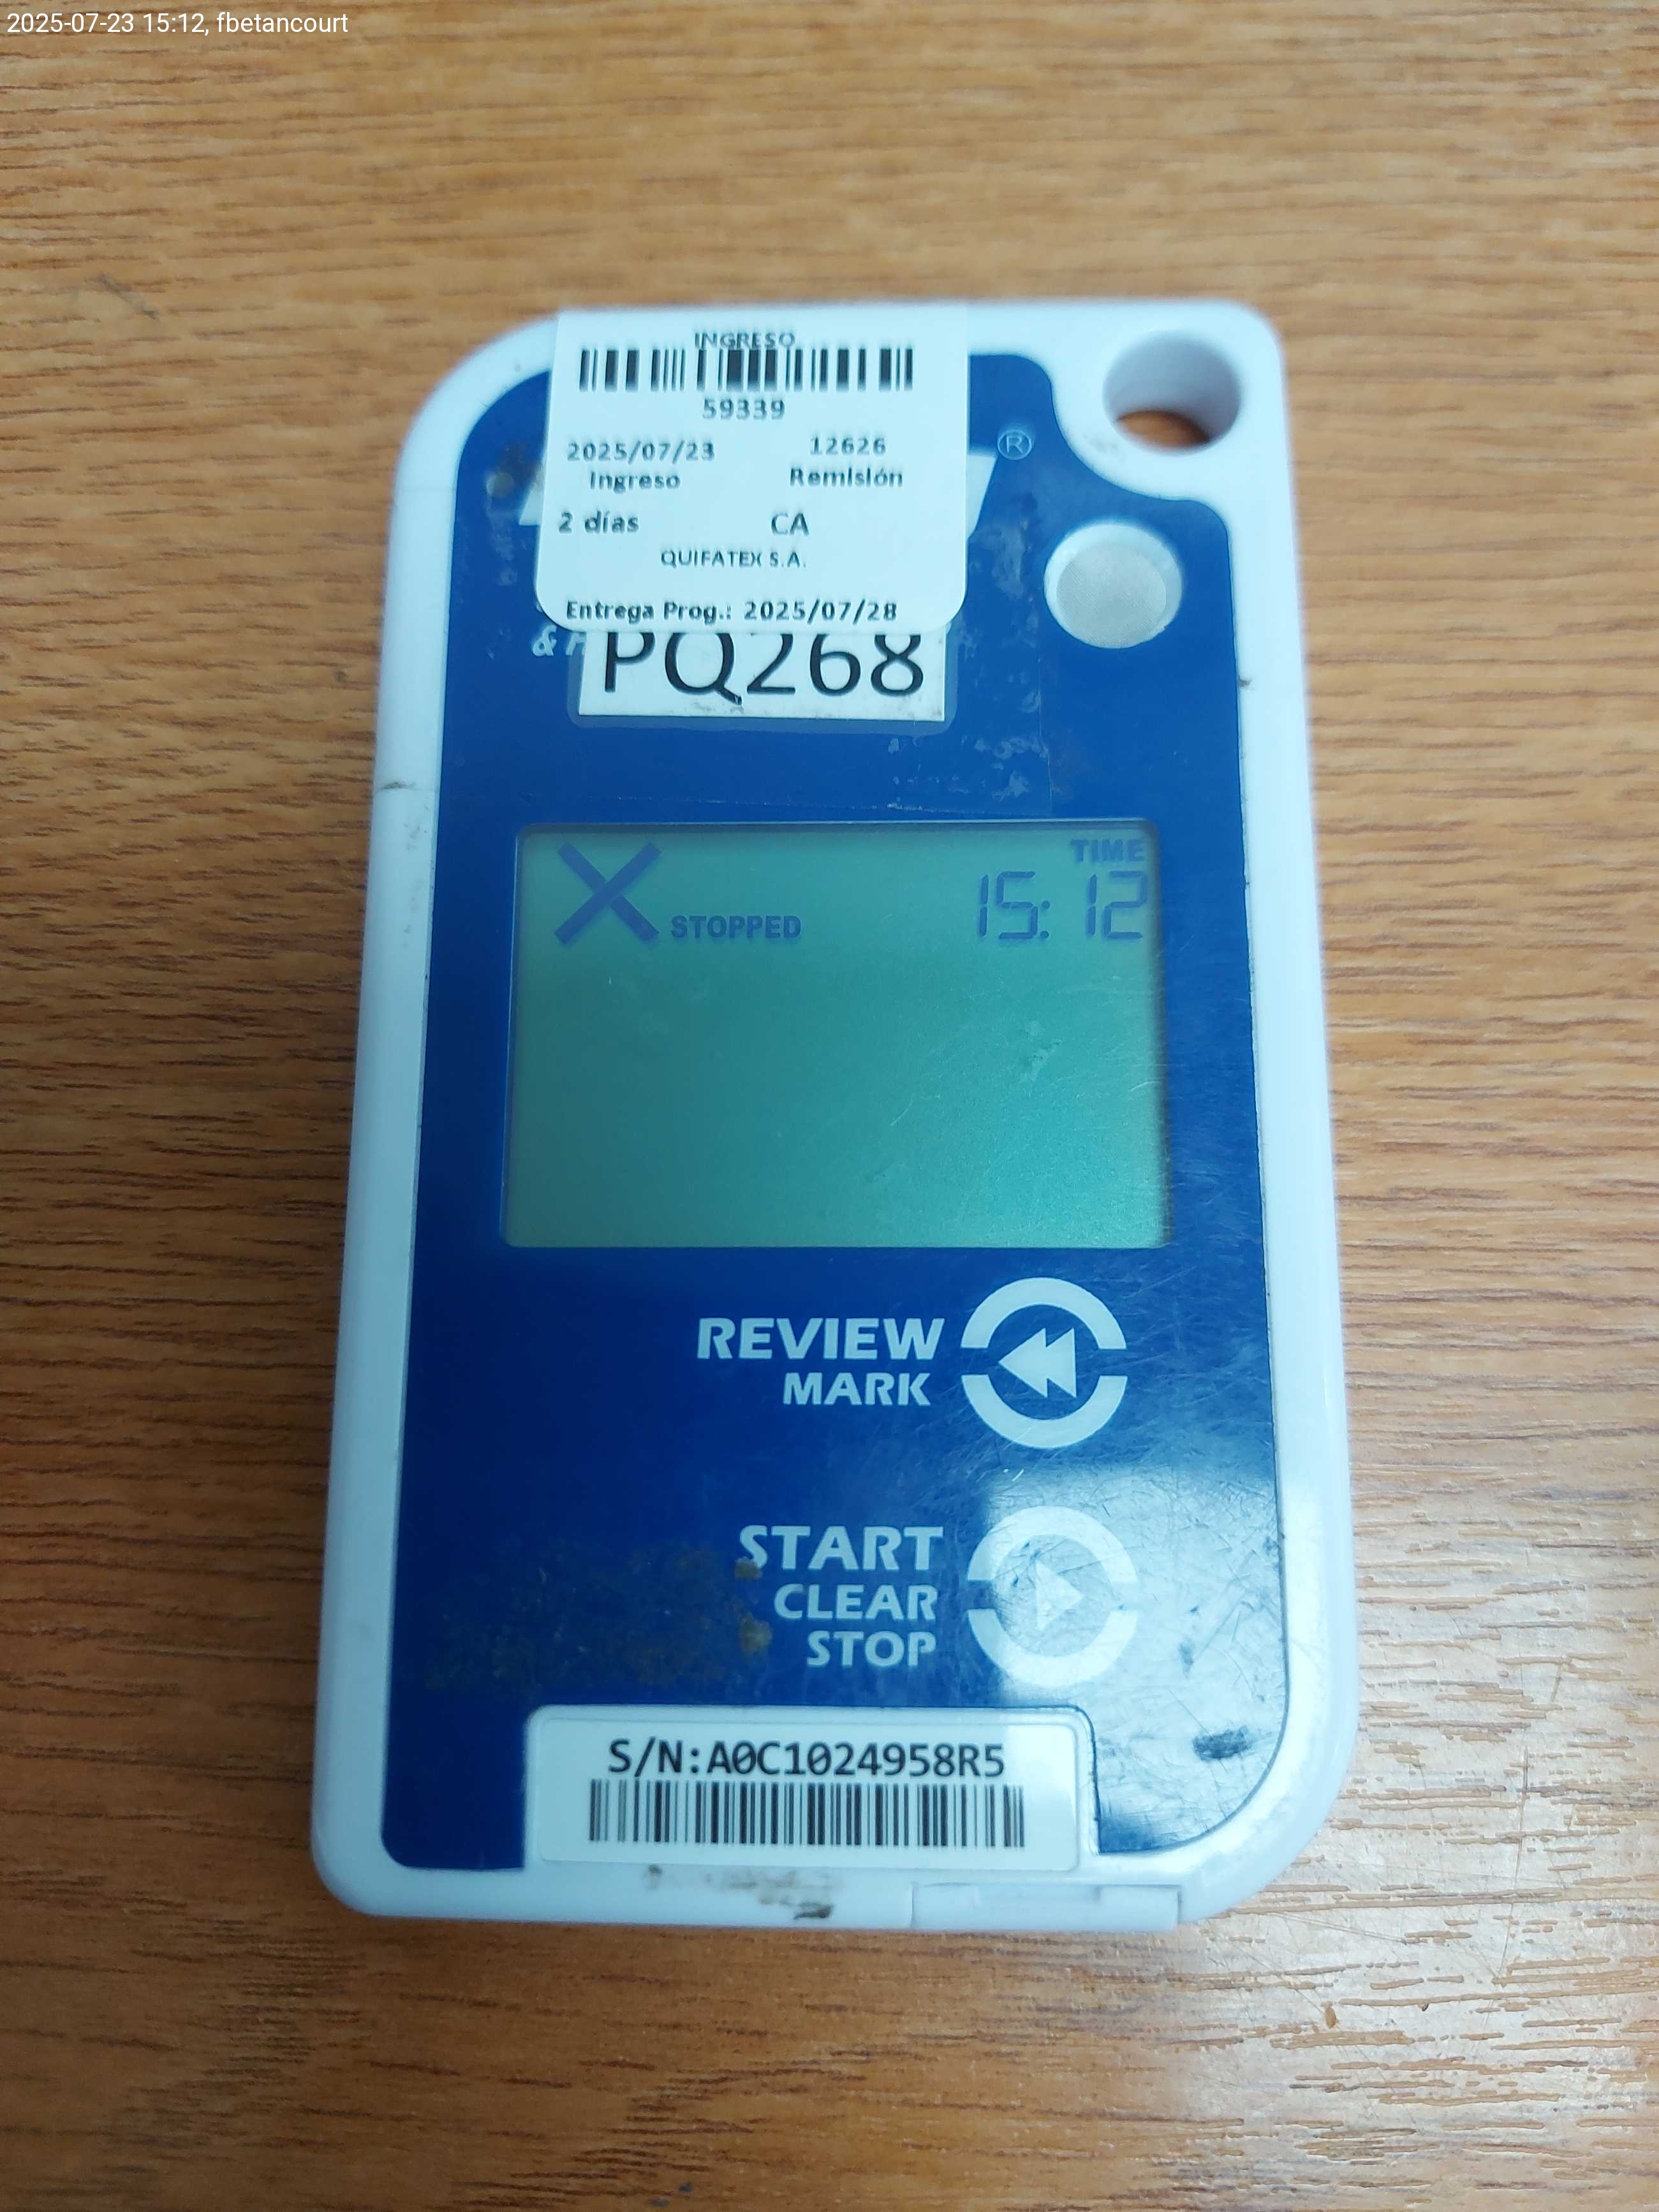 2025-07-23 15:12, fbetancourt
INGRESO
59339
2025/07/23 12626
Ingreso Remisión
2 días CA
QUIFATEX S.A.
Entrega Prog.: 2025/07/28
®
&
PQ268
TIME
STOPPED 15:12
REVIEW
MARK
START
CLEAR
STOP
S/N:A0C1024958R5